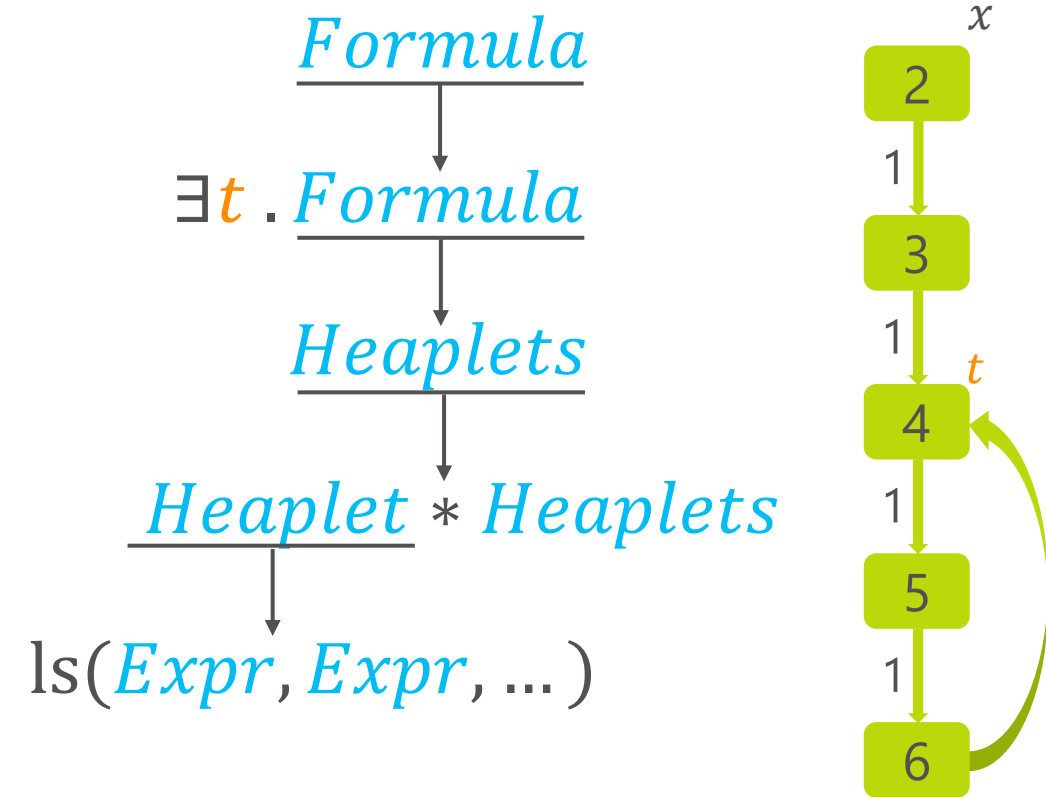 Formula
∃t . Formula
Heaplets
Heaplet ∗ Heaplets
ls(Expr, Expr, … )
x
2
1
3
1
t
4
1
5
1
6